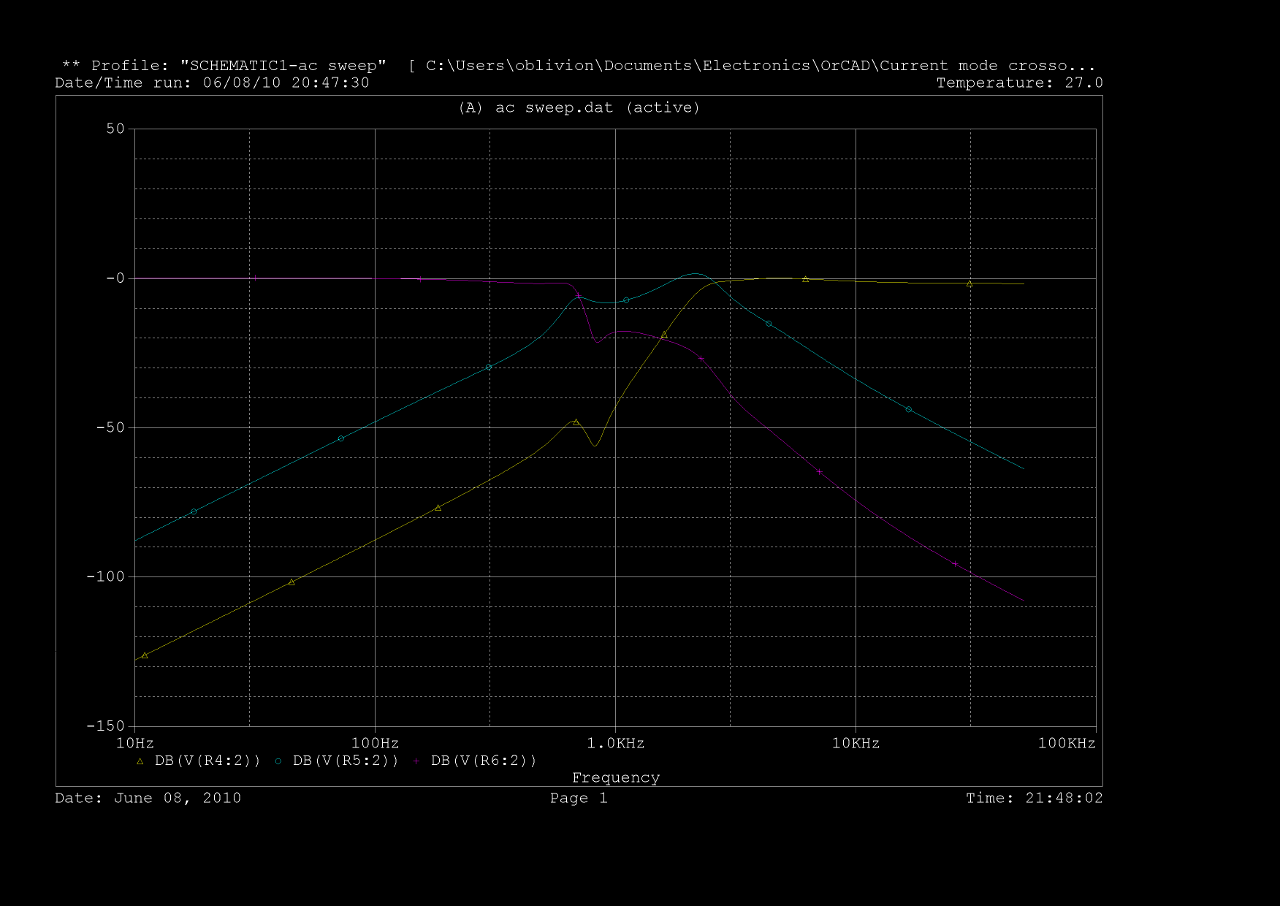 ** Profile: "SCHEMATIC1-ac sweep"  [ C:\Users\oblivion\Documents\Electronics\OrCAD\Current mode crosso...
Date/Time run: 06/08/10 20:47:30 Temperature: 27.0
(A) ac sweep.dat (active)
50
-0
-50
-100
-150
10Hz 100Hz 1.0KHz 10KHz 100KHz
DB(V(R4:2)) DB(V(R5:2)) DB(V(R6:2))
Frequency
Date: June 08, 2010 Page 1 Time: 21:48:02